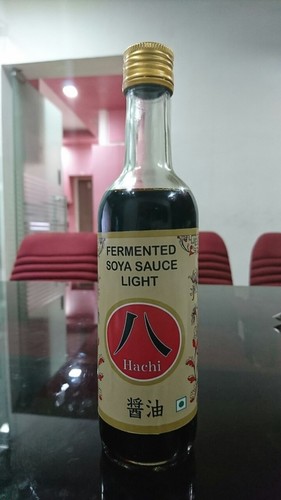 FERMENTED
SOYA SAUCE
LIGHT
八
Hachi
醤油